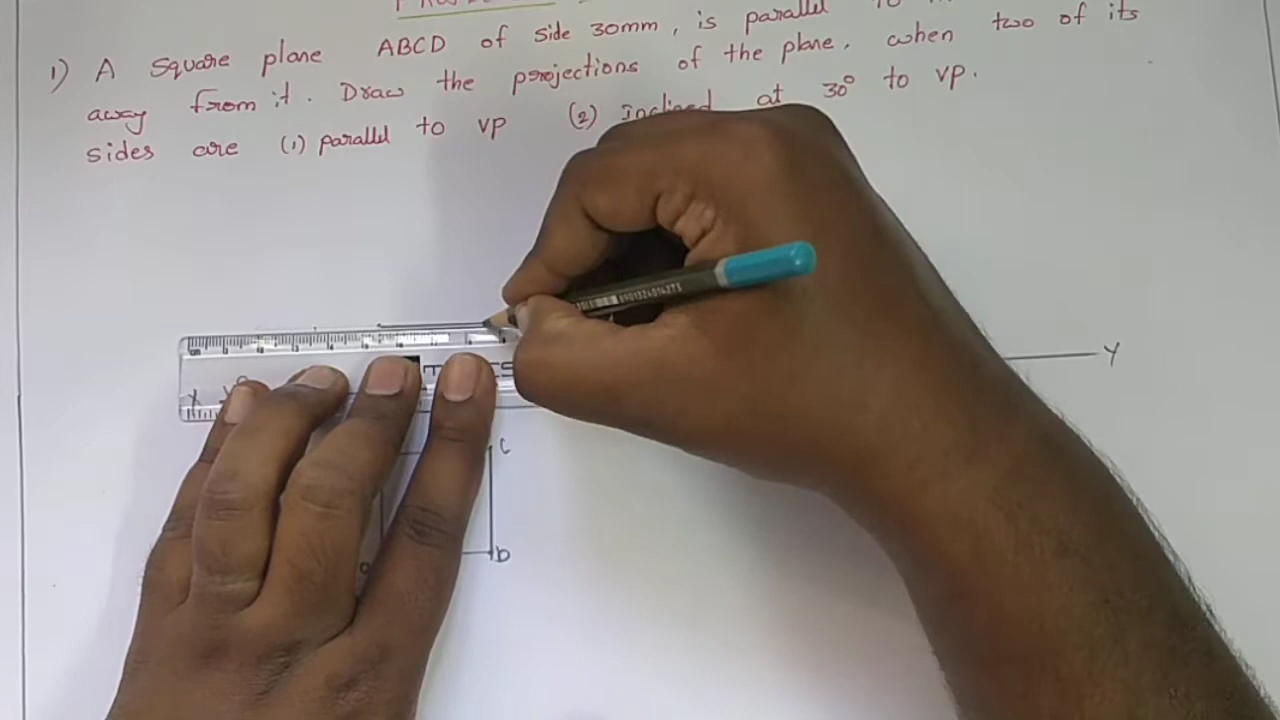 1) A square plane ABCD of side 30mm, is parallel to
away from it. Draw the projections of the plane, when two of its
sides are (1) parallel to VP (2) Inclined at 30° to VP.
Y
X
c
b